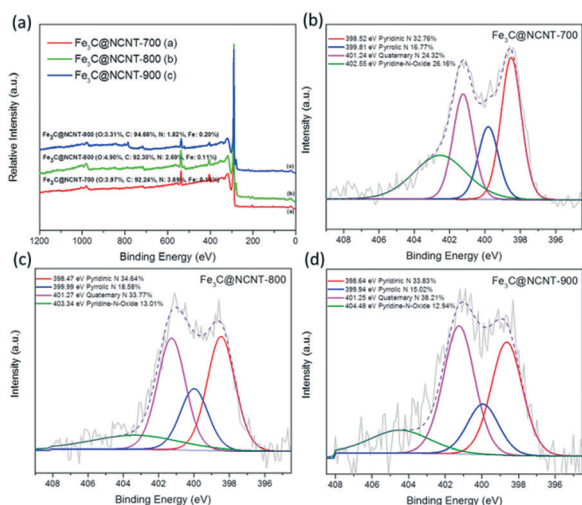 (a)
Fe₃C@NCNT-700 (a)
Fe₃C@NCNT-800 (b)
Fe₃C@NCNT-900 (c)
Fe₃C@NCNT-900 (O:3.31%, C: 94.66%, N: 1.82%, Fe: 0.20%)
Fe₃C@NCNT-800 (O:4.90%, C: 92.30%, N: 2.69%, Fe: 0.11%)
Fe₃C@NCNT-700 (O:3.97%, C: 92.24%, N: 3.69%, Fe:
(c)
(b)
(a)
Relative Intensity (a.u.)
1200 1000 800 600 400 200 0
Binding Energy (eV)
(b)
Fe₃C@NCNT-700
398.52 eV Pyridinic N 32.76%
399.81 eV Pyrrolic N 16.77%
401.24 eV Quaternary N 24.32%
402.55 eV Pyridine-N-Oxide 26.16%
Intensity (a.u.)
408 406 404 402 400 398 396
Binding Energy (eV)
(c)
Fe₃C@NCNT-800
398.47 eV Pyridinic N 34.64%
399.99 eV Pyrrolic N 18.58%
401.27 eV Quaternary N 33.77%
403.34 eV Pyridine-N-Oxide 13.01%
Intensity (a.u.)
408 406 404 402 400 398 396
Binding Energy (eV)
(d)
Fe₃C@NCNT-900
398.64 eV Pyridinic N 33.83%
399.94 eV Pyrrolic N 15.02%
401.25 eV Quaternary N 38.21%
404.48 eV Pyridine-N-Oxide 12.94%
Intensity (a.u.)
408 406 404 402 400 398 396
Binding Energy (eV)